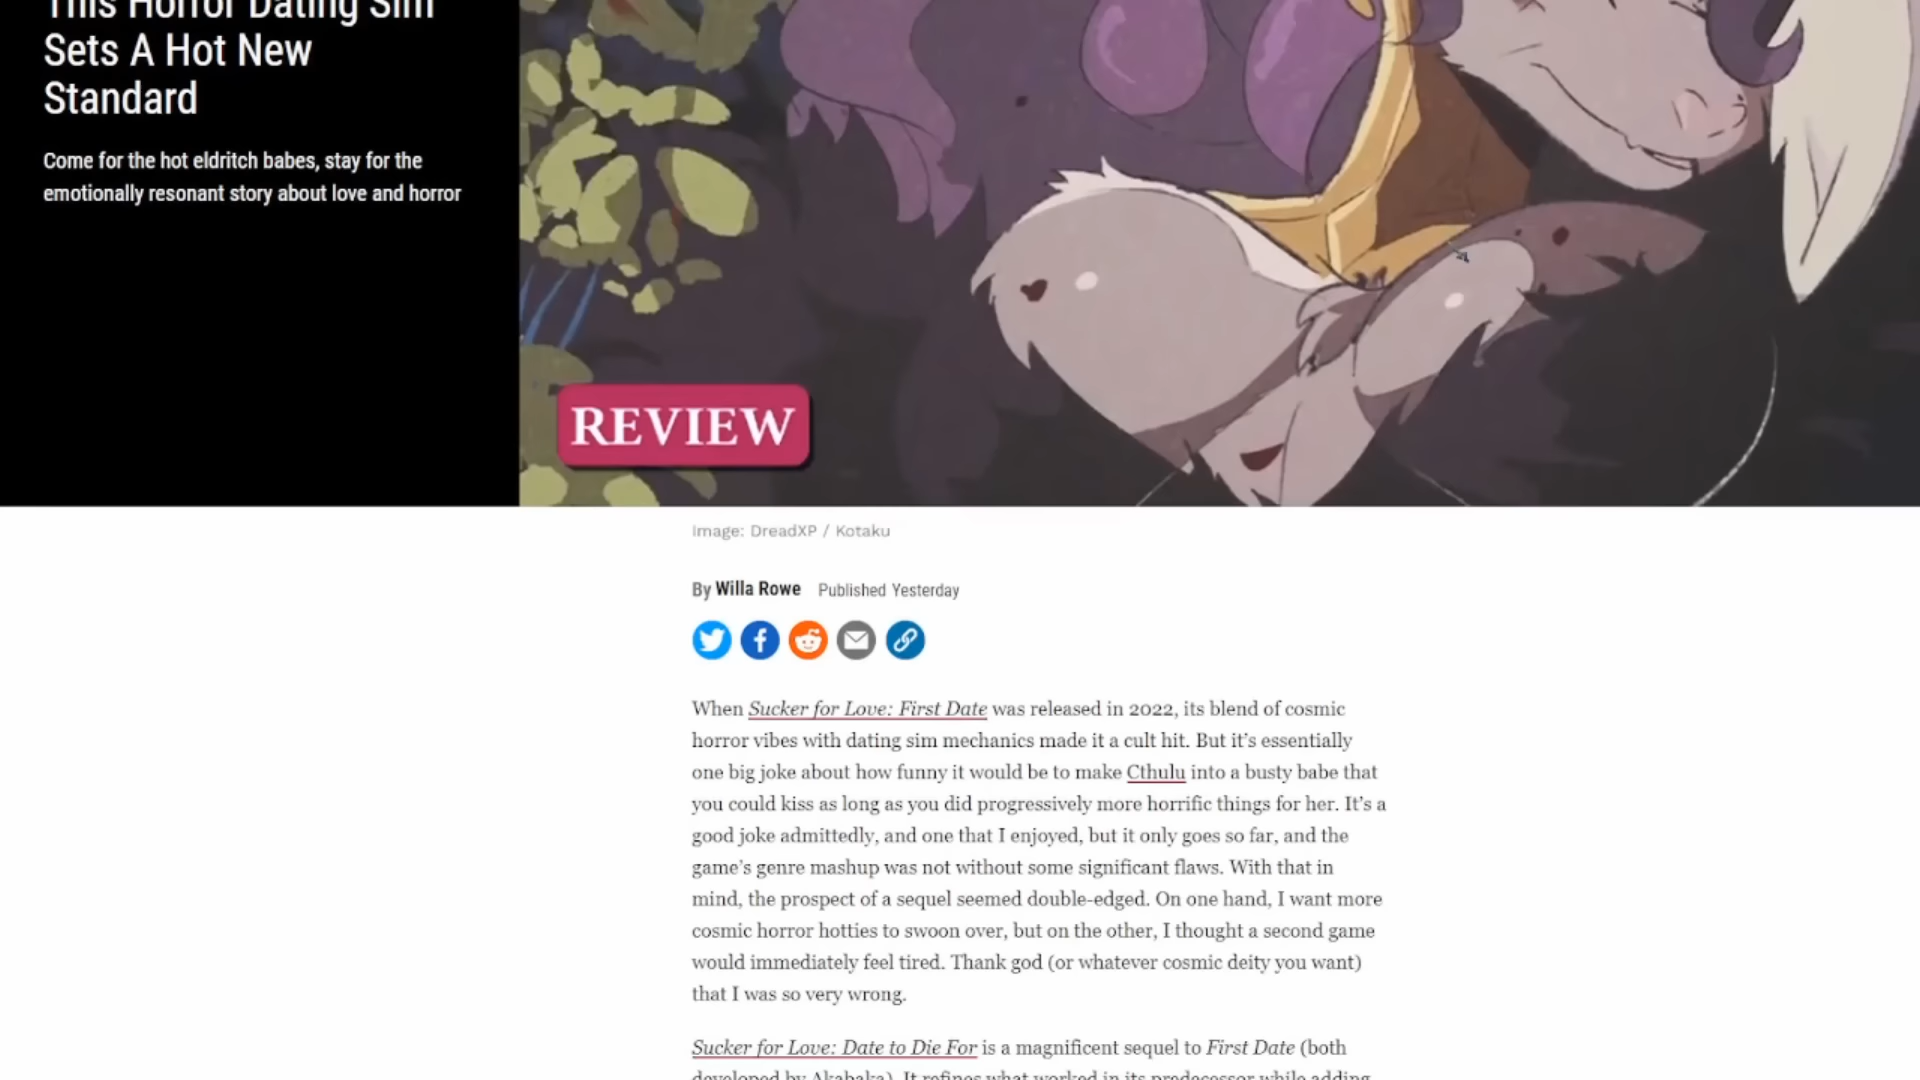 This Horror Dating Sim
Sets A Hot New
Standard
Come for the hot eldritch babes, stay for the
emotionally resonant story about love and horror
REVIEW
Image: DreadXP / Kotaku
By Willa Rowe Published Yesterday
When Sucker for Love: First Date was released in 2022, its blend of cosmic
horror vibes with dating sim mechanics made it a cult hit. But it’s essentially
one big joke about how funny it would be to make Cthulu into a busty babe that
you could kiss as long as you did progressively more horrific things for her. It’s a
good joke admittedly, and one that I enjoyed, but it only goes so far, and the
game’s genre mashup was not without some significant flaws. With that in
mind, the prospect of a sequel seemed double-edged. On one hand, I want more
cosmic horror hotties to swoon over, but on the other, I thought a second game
would immediately feel tired. Thank god (or whatever cosmic deity you want)
that I was so very wrong.
Sucker for Love: Date to Die For is a magnificent sequel to First Date (both
developed by Akabaka). It refines what worked in its predecessor while adding